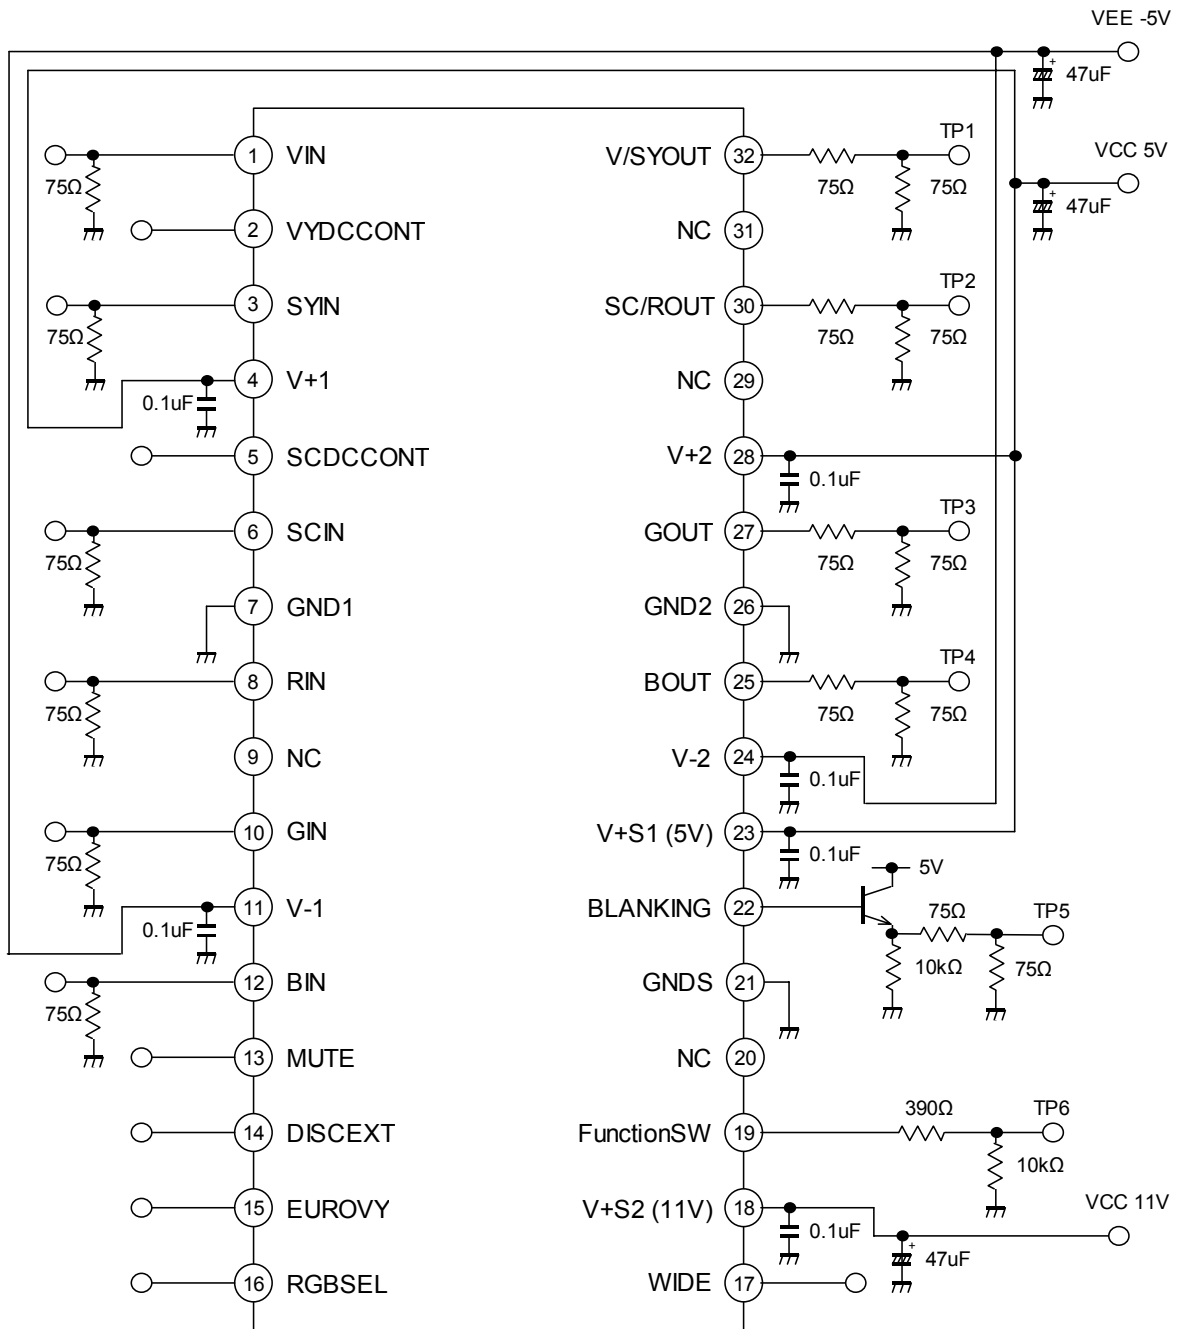 VEE -5V
47uF
TP1
1 VIN
V/SYOUT 32
VCC 5V
75Ω
75Ω
75Ω
47uF
2 VYDCCONT
NC 31
TP2
3 SYIN
SC/ROUT 30
75Ω
75Ω
75Ω
4 V+1
NC 29
0.1uF
5 SCDCCONT
V+2 28
0.1uF
TP3
6 SCIN
GOUT 27
75Ω
75Ω
75Ω
7 GND1
GND2 26
TP4
8 RIN
BOUT 25
75Ω
75Ω
75Ω
9 NC
V-2 24
0.1uF
10 GIN
V+S1 (5V) 23
75Ω
0.1uF
5V
11 V-1
BLANKING 22
75Ω
TP5
0.1uF
10kΩ
75Ω
12 BIN
GNDS 21
75Ω
13 MUTE
NC 20
390Ω
TP6
14 DISCEXT
FunctionSW 19
10kΩ
VCC 11V
15 EUROVY
V+S2 (11V) 18
0.1uF
47uF
16 RGBSEL
WIDE 17